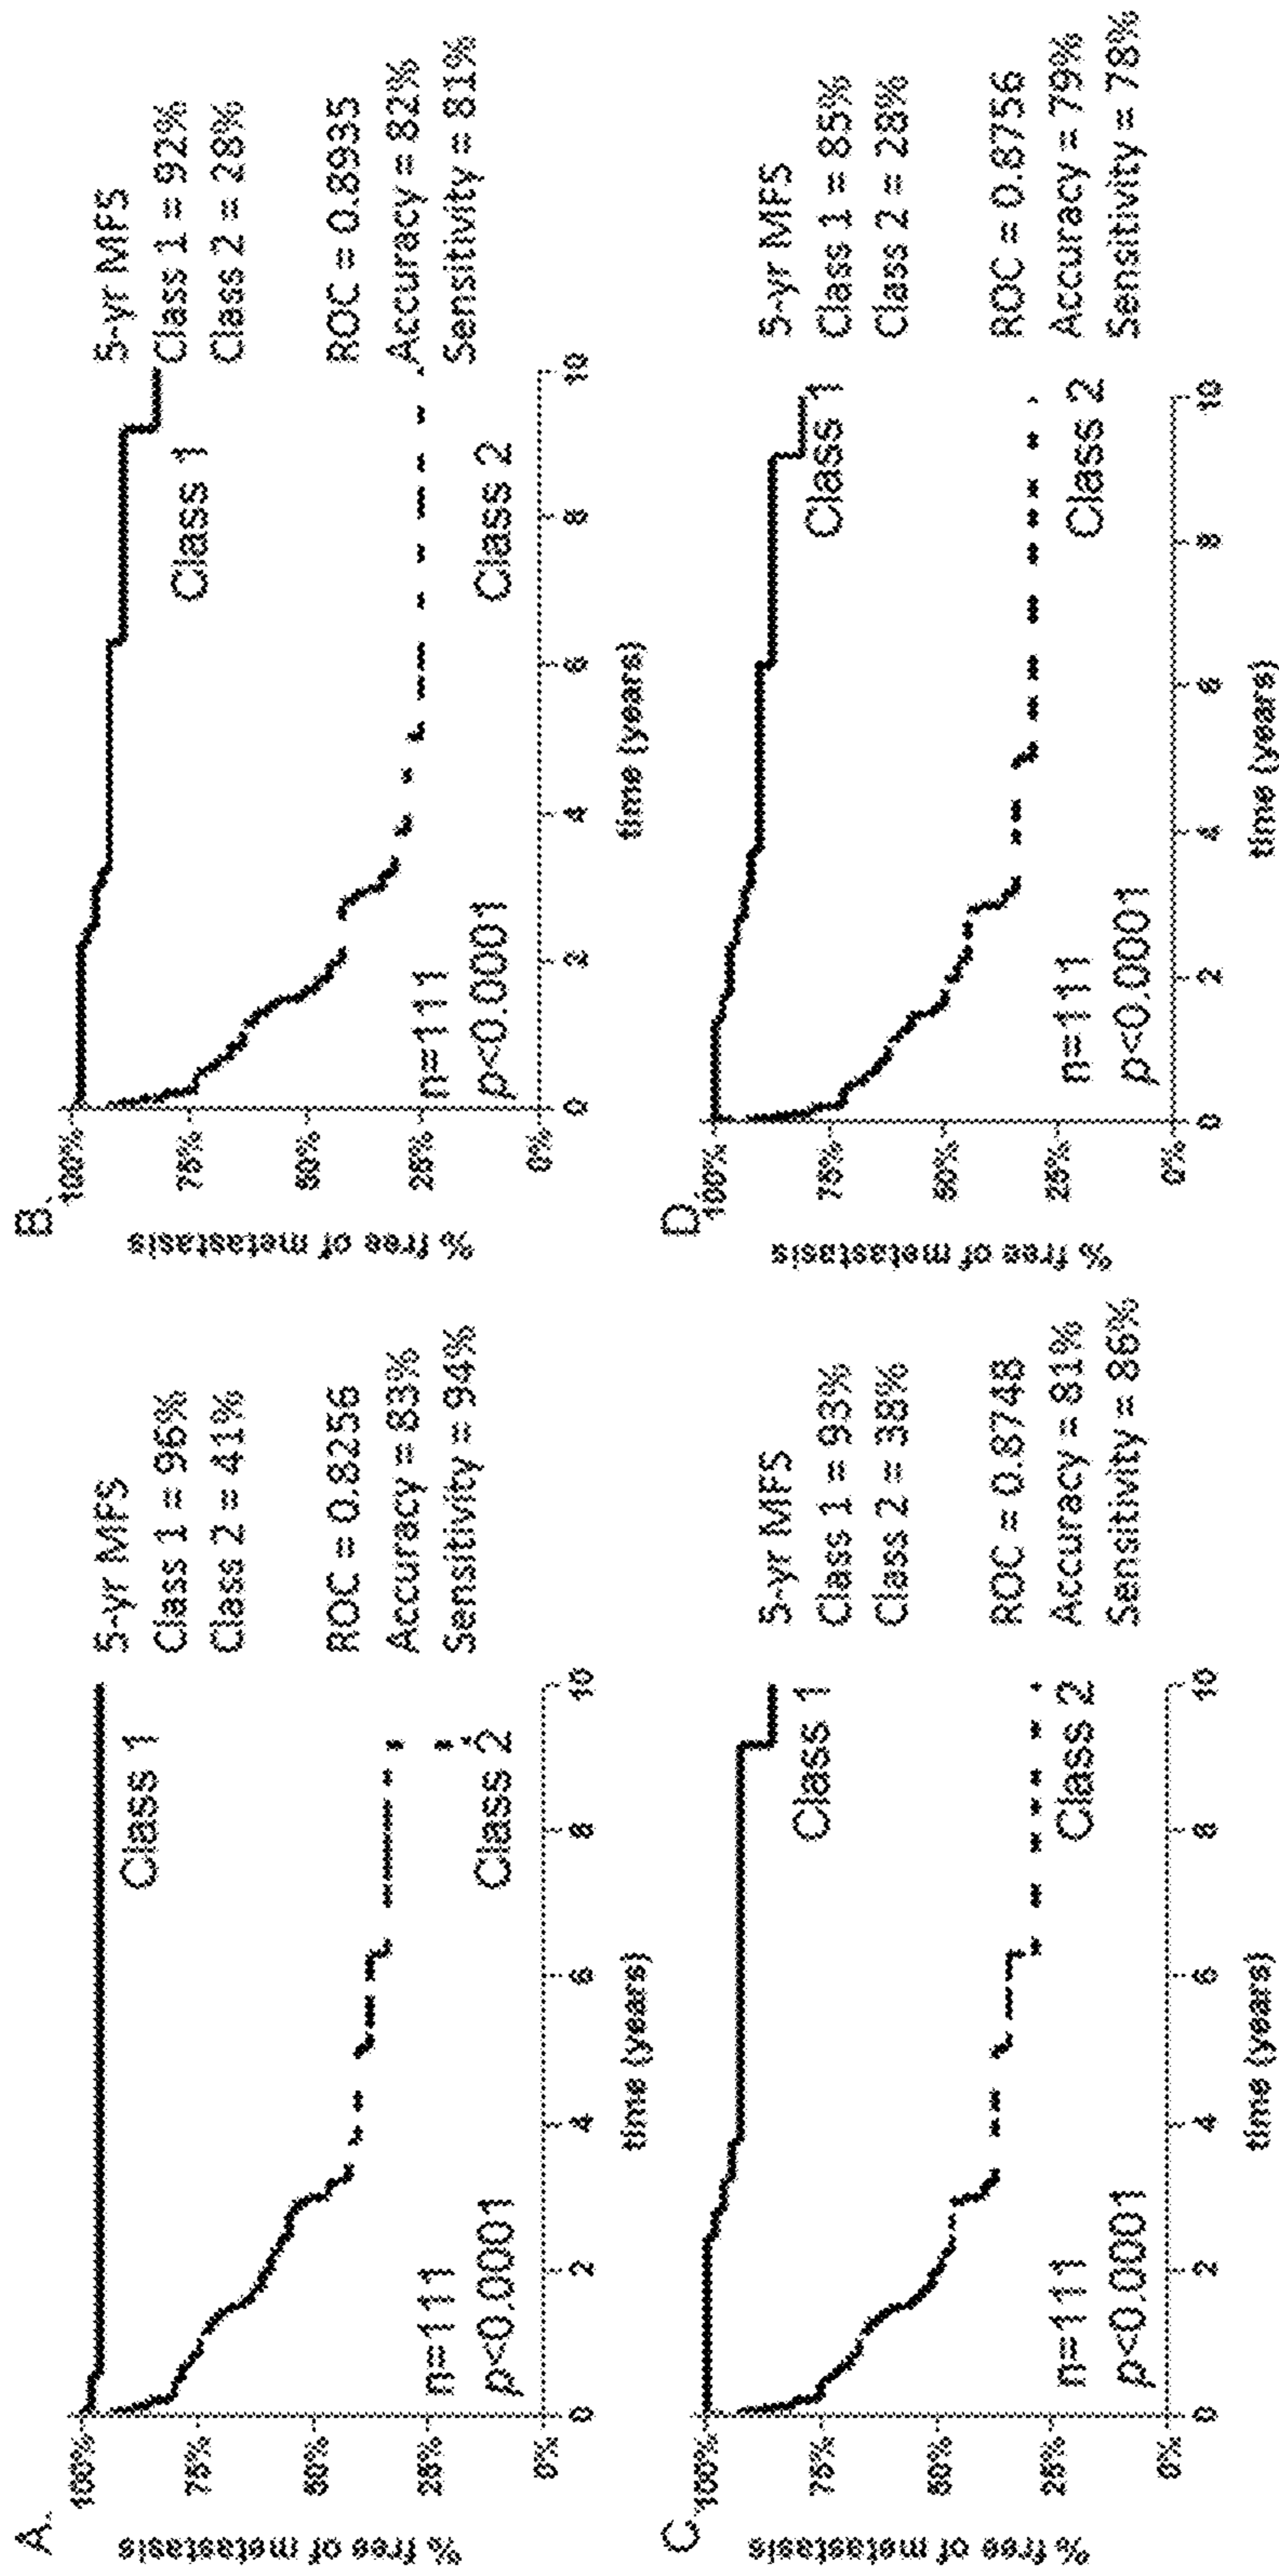 A.
% free of metastasis
100%
75%
50%
25%
0%
0 2 4 6 8 10
time (years)
n=111
p<0.0001
Class 1
Class 2
5-yr MFS
Class 1 = 96%
Class 2 = 41%
ROC = 0.8256
Accuracy = 83%
Sensitivity = 94%
B.
% free of metastasis
100%
75%
50%
25%
0%
0 2 4 6 8 10
time (years)
n=111
p<0.0001
Class 1
Class 2
5-yr MFS
Class 1 = 92%
Class 2 = 28%
ROC = 0.8935
Accuracy = 82%
Sensitivity = 81%
C.
% free of metastasis
100%
75%
50%
25%
0%
0 2 4 6 8 10
time (years)
n=111
p<0.0001
Class 1
Class 2
5-yr MFS
Class 1 = 93%
Class 2 = 38%
ROC = 0.8748
Accuracy = 81%
Sensitivity = 86%
D.
% free of metastasis
100%
75%
50%
25%
0%
0 2 4 6 8 10
time (years)
n=111
p<0.0001
Class 1
Class 2
5-yr MFS
Class 1 = 85%
Class 2 = 28%
ROC = 0.8756
Accuracy = 79%
Sensitivity = 78%